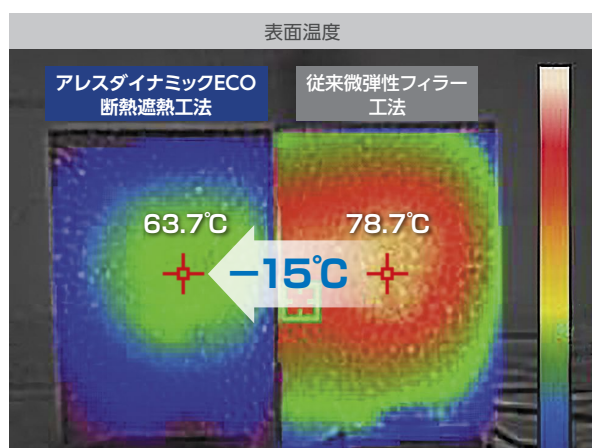 表面温度
アレスダイナミックECO
断熱遮熱工法
従来微弾性フィラー
工法
63.7℃
78.7℃
−15℃